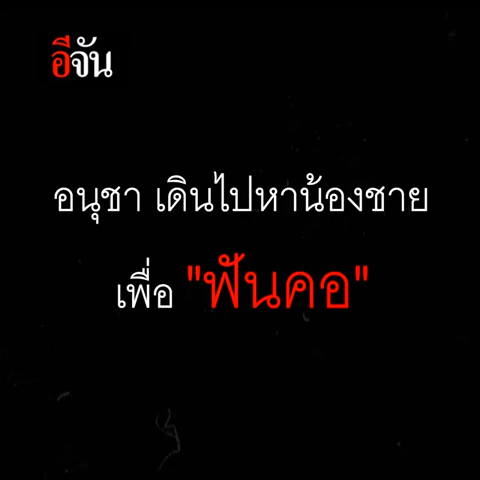 อีจัน
อนุชา เดินไปหาน้องชาย
เพื่อ "ฟันคอ"